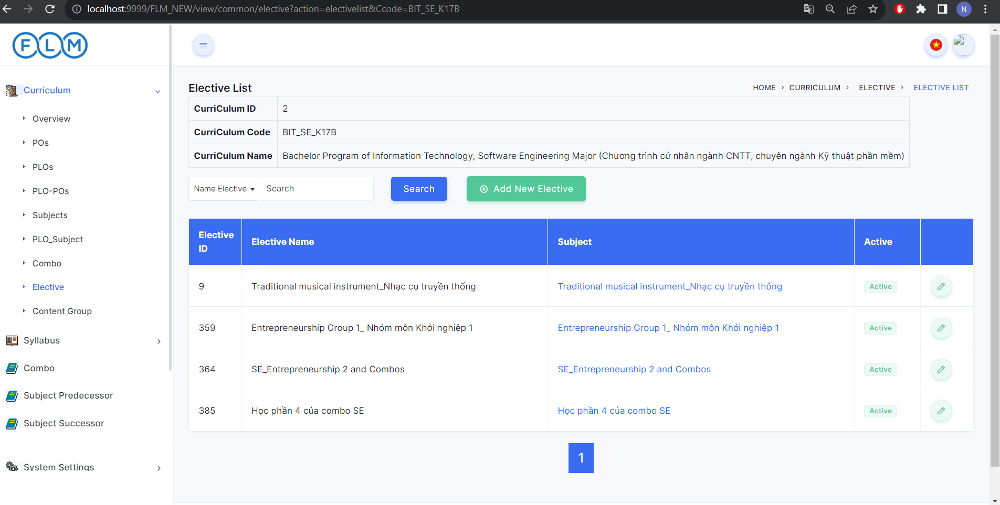 localhost:9999/FLM_NEW/view/common/elective?action=electivelist&Ccode=BIT_SE_K17B
N
FLM
Curriculum
Overview
POs
PLOs
PLO-POs
Subjects
PLO_Subject
Combo
Elective
Content Group
Syllabus
Combo
Subject Predecessor
Subject Successor
System Settings
Elective List
HOME > CURRICULUM > ELECTIVE > ELECTIVE LIST
CurriCulum ID 2
CurriCulum Code BIT_SE_K17B
CurriCulum Name Bachelor Program of Information Technology, Software Engineering Major (Chương trình cử nhân ngành CNTT, chuyên ngành Kỹ thuật phần mềm)
Name Elective Search Search Add New Elective
Elective ID Elective Name Subject Active
9 Traditional musical instrument_Nhạc cụ truyền thống Traditional musical instrument_Nhạc cụ truyền thống Active
359 Entrepreneurship Group 1_ Nhóm môn Khởi nghiệp 1 Entrepreneurship Group 1_ Nhóm môn Khởi nghiệp 1 Active
364 SE_Entrepreneurship 2 and Combos SE_Entrepreneurship 2 and Combos Active
385 Học phần 4 của combo SE Học phần 4 của combo SE Active
1